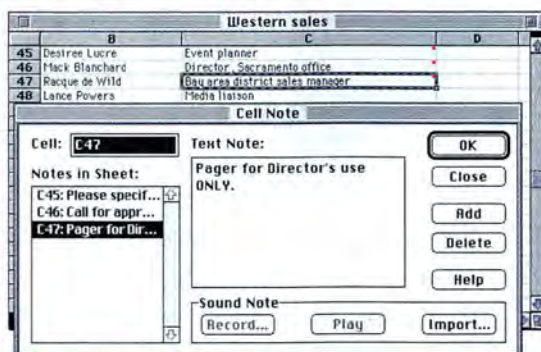 Western sales
B C D
45 Desiree Lucre Event planner
46 Mack Blanchard Director, Sacramento office
47 Racque de Wild Bay area district sales manager
48 Lance Powers Media liaison
Cell Note
Cell: C47
Text Note:
OK
Notes in Sheet:
Pager for Director's use
ONLY.
Close
C45: Please specif...
C46: Call for appr...
C47: Pager for Dir...
Add
Delete
Help
Sound Note
Record... Play Import...